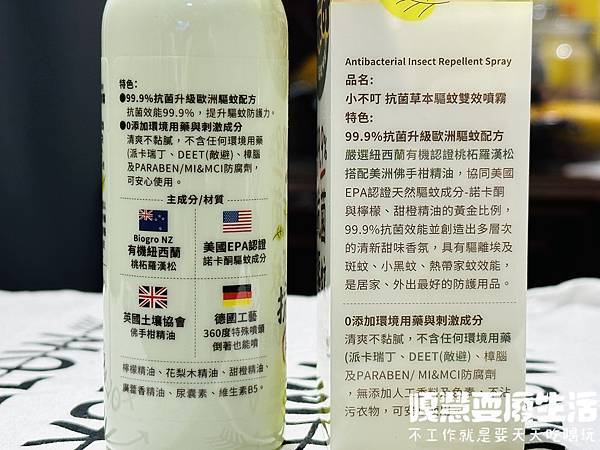 特色:
●99.9%抗菌升級歐洲驅蚊配方
抗菌效能99.9%，提升驅蚊防護力。
●0添加環境用藥與刺激成分
清爽不黏膩，不含任何環境用藥
(派卡瑞丁、DEET(敵避)、樟腦
及PARABEN/MI&MCI防腐劑，
可安心使用。
主成分/材質
Biogro NZ
有機紐西蘭
桃柘羅漢松
美國EPA認證
諾卡酮驅蚊成分
英國土壤協會
佛手柑精油
德國工藝
360度特殊噴頭
倒著也能噴
檸檬精油、花梨木精油、甜橙精油、
廣藿香精油、尿囊素、維生素B5。
Antibacterial Insect Repellent Spray
品名:
小不叮 抗菌草本驅蚊雙效噴霧
特色:
99.9%抗菌升級歐洲驅蚊配方
嚴選紐西蘭有機認證桃柘羅漢松
搭配美洲佛手柑精油，協同美國
EPA認證天然驅蚊成分-諾卡酮
與檸檬、甜橙精油的黃金比例，
99.9%抗菌效能並創造出多層次
的清新甜味香氛，具有驅離埃及
斑蚊、小黑蚊、熱帶家蚊效能，
是居家、外出最好的防護用品。
0添加環境用藥與刺激成分
清爽不黏膩，不含任何環境用藥
(派卡瑞丁、DEET(敵避)、樟腦
及PARABEN/ MI&MCI防腐劑
，無添加人工香料及色素，不沾
污衣物，可安
嘎慧耍廢生活
不工作就是要天天吃喝玩